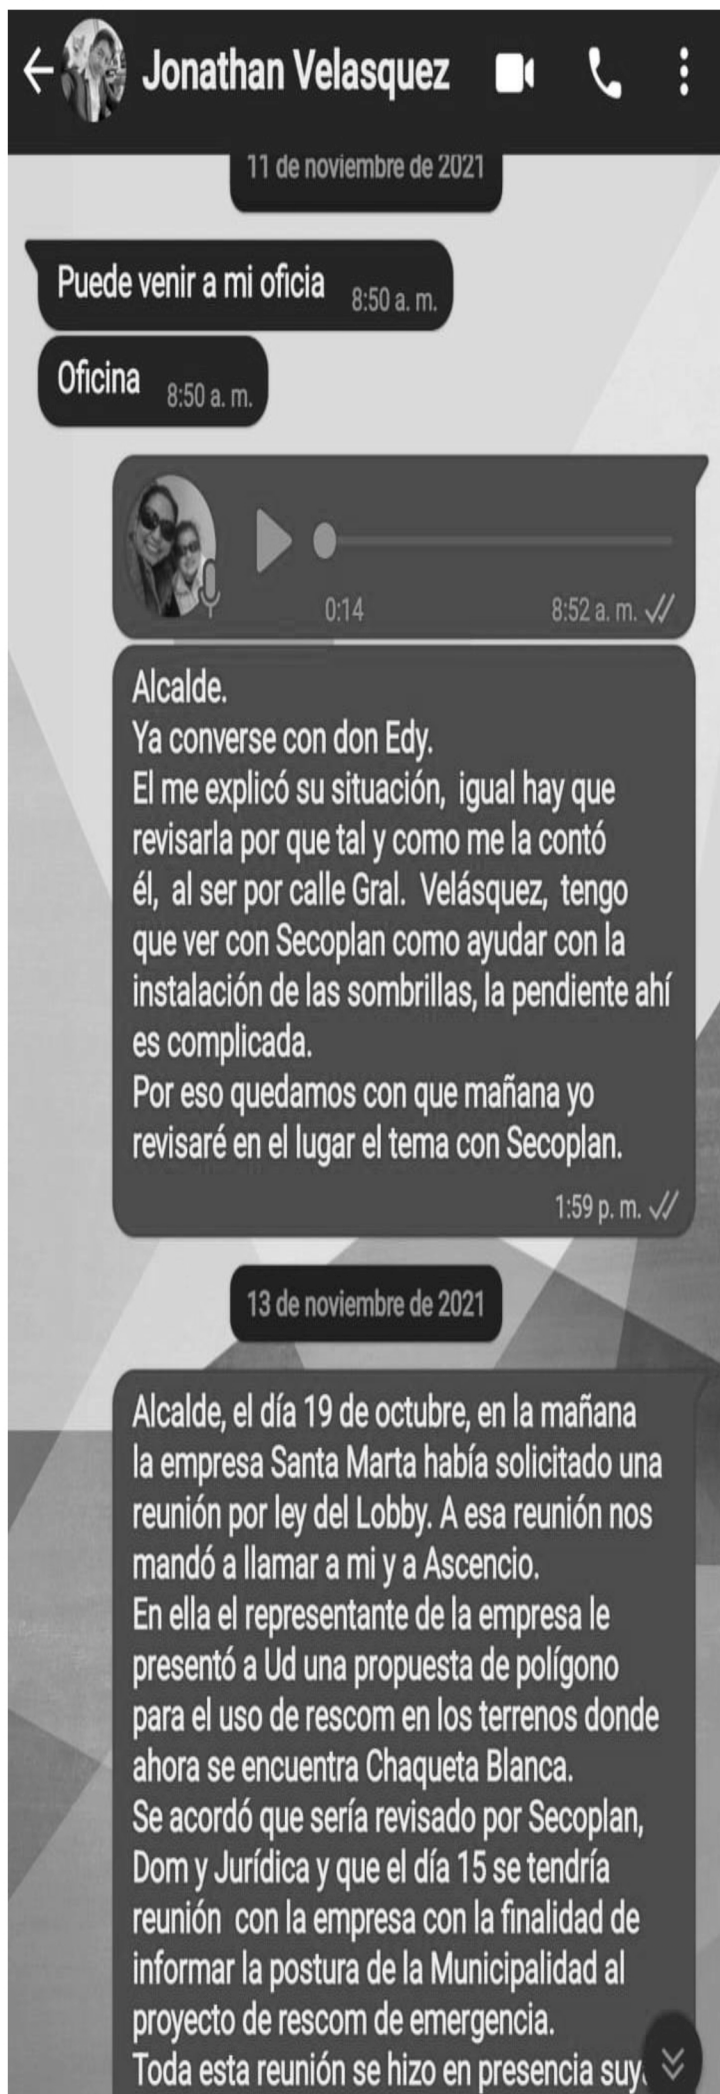 Jonathan Velasquez
11 de noviembre de 2021
Puede venir a mi oficia 8:50 a. m.
Oficina 8:50 a. m.
0:14 8:52 a. m.
Alcalde.
Ya converse con don Edy.
El me explicó su situación, igual hay que
revisarla por que tal y como me la contó
él, al ser por calle Gral. Velásquez, tengo
que ver con Secoplan como ayudar con la
instalación de las sombrillas, la pendiente ahí
es complicada.
Por eso quedamos con que mañana yo
revisaré en el lugar el tema con Secoplan.
1:59 p. m.
13 de noviembre de 2021
Alcalde, el día 19 de octubre, en la mañana
la empresa Santa Marta había solicitado una
reunión por ley del Lobby. A esa reunión nos
mandó a llamar a mi y a Ascencio.
En ella el representante de la empresa le
presentó a Ud una propuesta de polígono
para el uso de rescom en los terrenos donde
ahora se encuentra Chaqueta Blanca.
Se acordó que sería revisado por Secoplan,
Dom y Jurídica y que el día 15 se tendría
reunión con la empresa con la finalidad de
informar la postura de la Municipalidad al
proyecto de rescom de emergencia.
Toda esta reunión se hizo en presencia suy